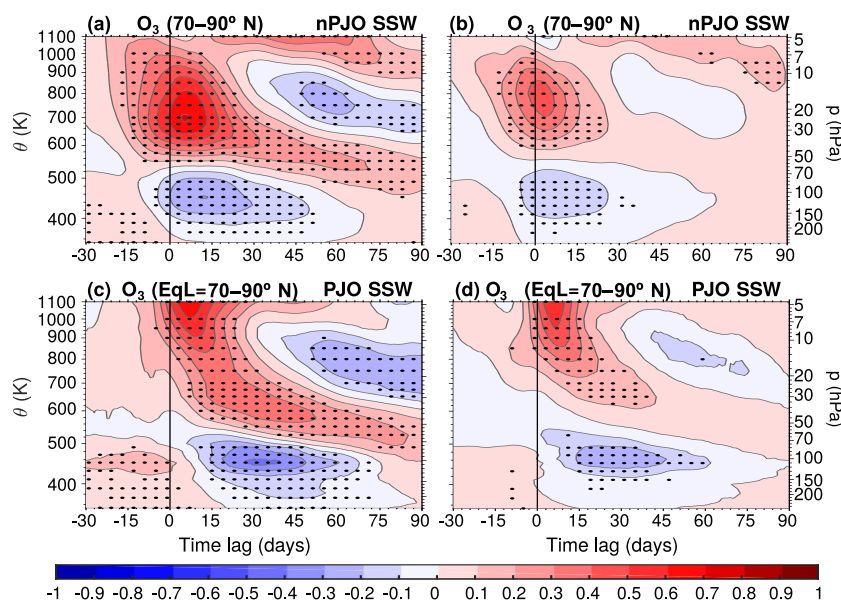 (a) O3 (70−90º N) nPJO SSW
(b) O3 (70−90º N) nPJO SSW
1100
1000
900
800
700
600
500
400
θ (K)
-30 -15 0 15 30 45 60 75 90
5
7
10
20
30
50
70
100
150
200
p (hPa)
-30 -15 0 15 30 45 60 75 90
(c) O3 (EqL=70−90º N) PJO SSW
(d) O3 (EqL=70−90º N) PJO SSW
1100
1000
900
800
700
600
500
400
θ (K)
-30 -15 0 15 30 45 60 75 90
Time lag (days)
5
7
10
20
30
50
70
100
150
200
p (hPa)
-30 -15 0 15 30 45 60 75 90
Time lag (days)
-1 -0.9 -0.8 -0.7 -0.6 -0.5 -0.4 -0.3 -0.2 -0.1 0 0.1 0.2 0.3 0.4 0.5 0.6 0.7 0.8 0.9 1